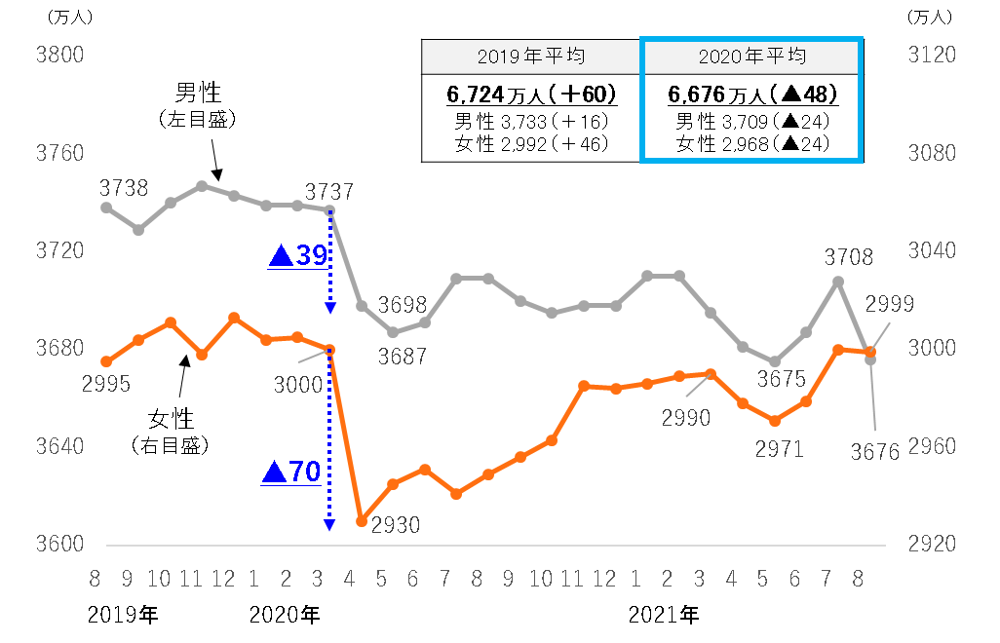 （万人）
（万人）
3800
3120
2019年平均
2020年平均
6,724万人（＋60）
6,676万人（▲48）
男性 3,733（＋16）
男性 3,709（▲24）
女性 2,992（＋46）
女性 2,968（▲24）
男性
（左目盛）
3760
3080
3738
3737
3720
3040
▲39
3708
3698
2999
3680
3687
3000
3000
2995
3675
女性
（右目盛）
2990
3640
2971
3676
2960
▲70
2930
3600
2920
8 9 10 11 12 1 2 3 4 5 6 7 8 9 10 11 12 1 2 3 4 5 6 7 8
2019年 2020年 2021年